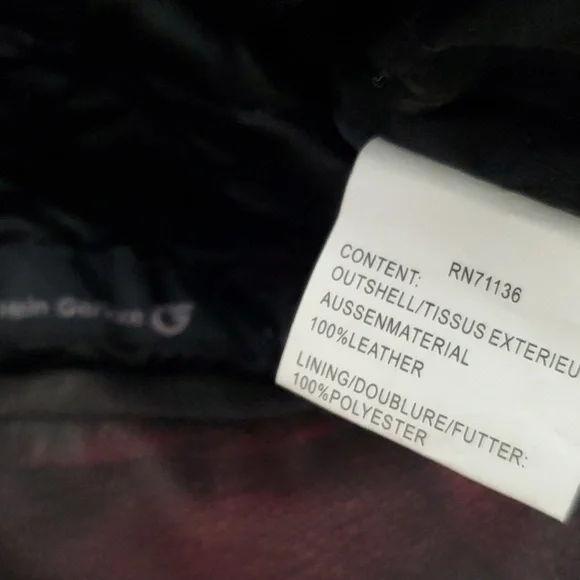 CONTENT: RN71136
OUTSHELL/TISSUS EXTERIEU
AUSSENMATERIAL
100%LEATHER
LINING/DOUBLURE/FUTTER:
100%POLYESTER